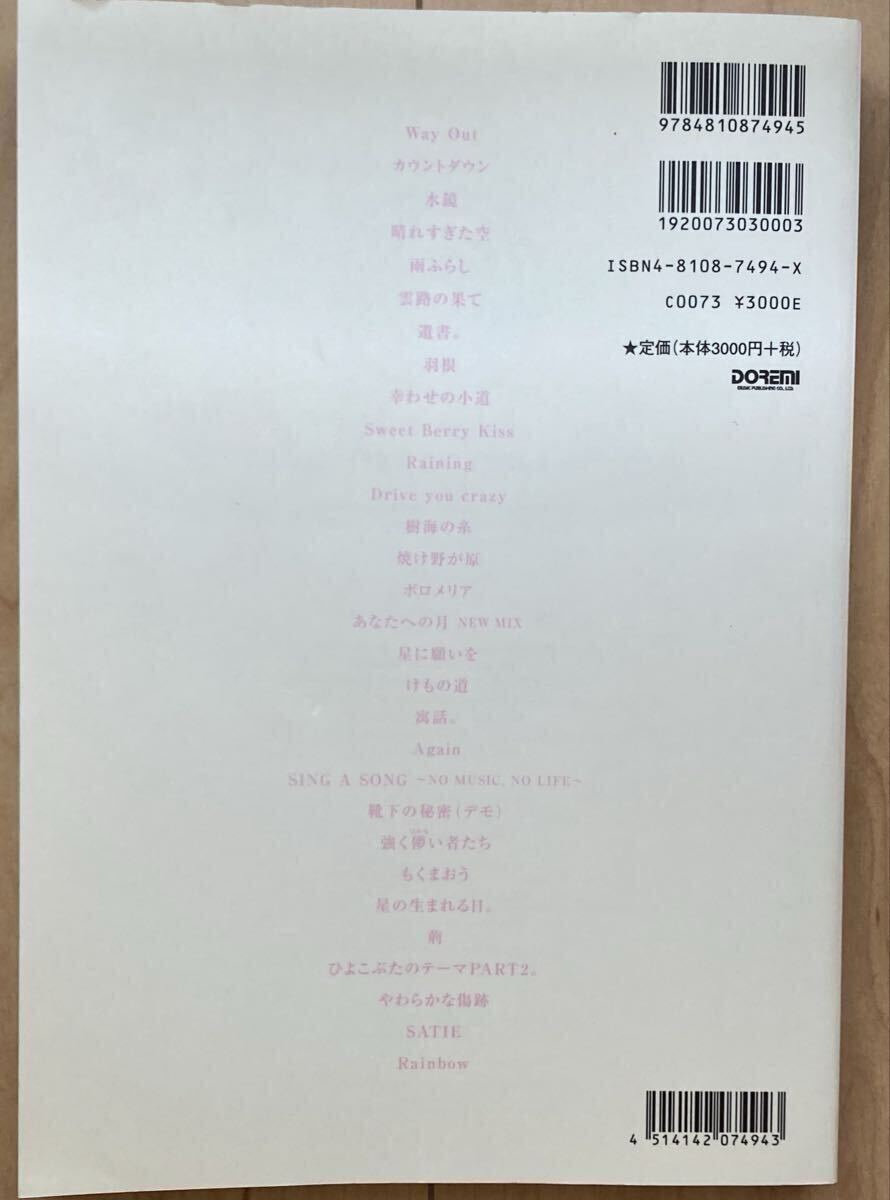 Way Out
カウントダウン
水鏡
晴れすぎた空
雨ふらし
雲路の果て
遺書。
羽根
幸わせの小道
Sweet Berry Kiss
Raining
Drive you crazy
樹海の糸
焼け野が原
ポロメリア
あなたへの月 NEW MIX
星に願いを
けもの道
寓話。
Again
SING A SONG ～NO MUSIC, NO LIFE～
靴下の秘密(デモ)
強く儚い者たち
もくまおう
星の生まれる日。
荊
ひよこぶたのテーマPART2。
やわらかな傷跡
SATIE
Rainbow
9784810874945
1920073030003
ISBN4-8108-7494-X
C0073 ¥3000E
★定価(本体3000円+税)
DOREMI
MUSIC PUBLISHING CO., LTD.
4 514142 074943